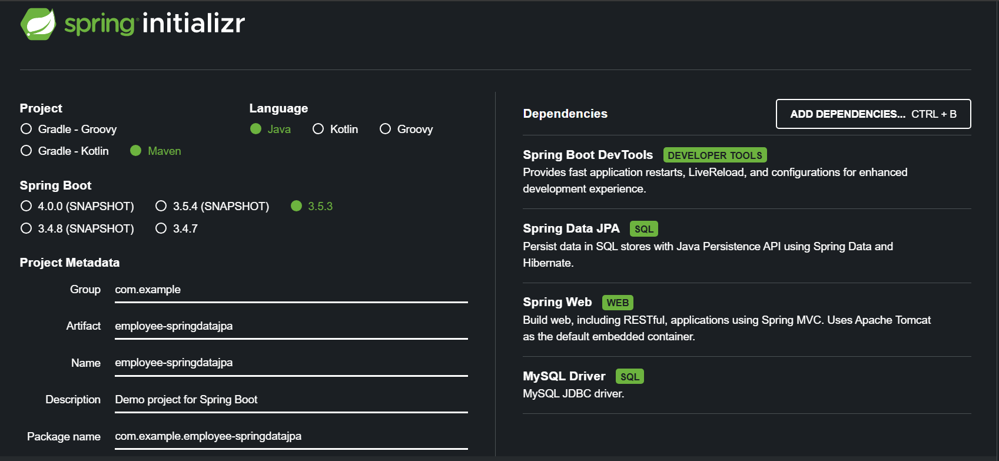 spring initializr
Project
Gradle - Groovy
Gradle - Kotlin Maven
Language
Java Kotlin Groovy
Spring Boot
4.0.0 (SNAPSHOT) 3.5.4 (SNAPSHOT) 3.5.3
3.4.8 (SNAPSHOT) 3.4.7
Project Metadata
Group com.example
Artifact employee-springdatajpa
Name employee-springdatajpa
Description Demo project for Spring Boot
Package name com.example.employee-springdatajpa
Dependencies
ADD DEPENDENCIES... CTRL + B
Spring Boot DevTools DEVELOPER TOOLS
Provides fast application restarts, LiveReload, and configurations for enhanced
development experience.
Spring Data JPA SQL
Persist data in SQL stores with Java Persistence API using Spring Data and
Hibernate.
Spring Web WEB
Build web, including RESTful, applications using Spring MVC. Uses Apache Tomcat
as the default embedded container.
MySQL Driver SQL
MySQL JDBC driver.